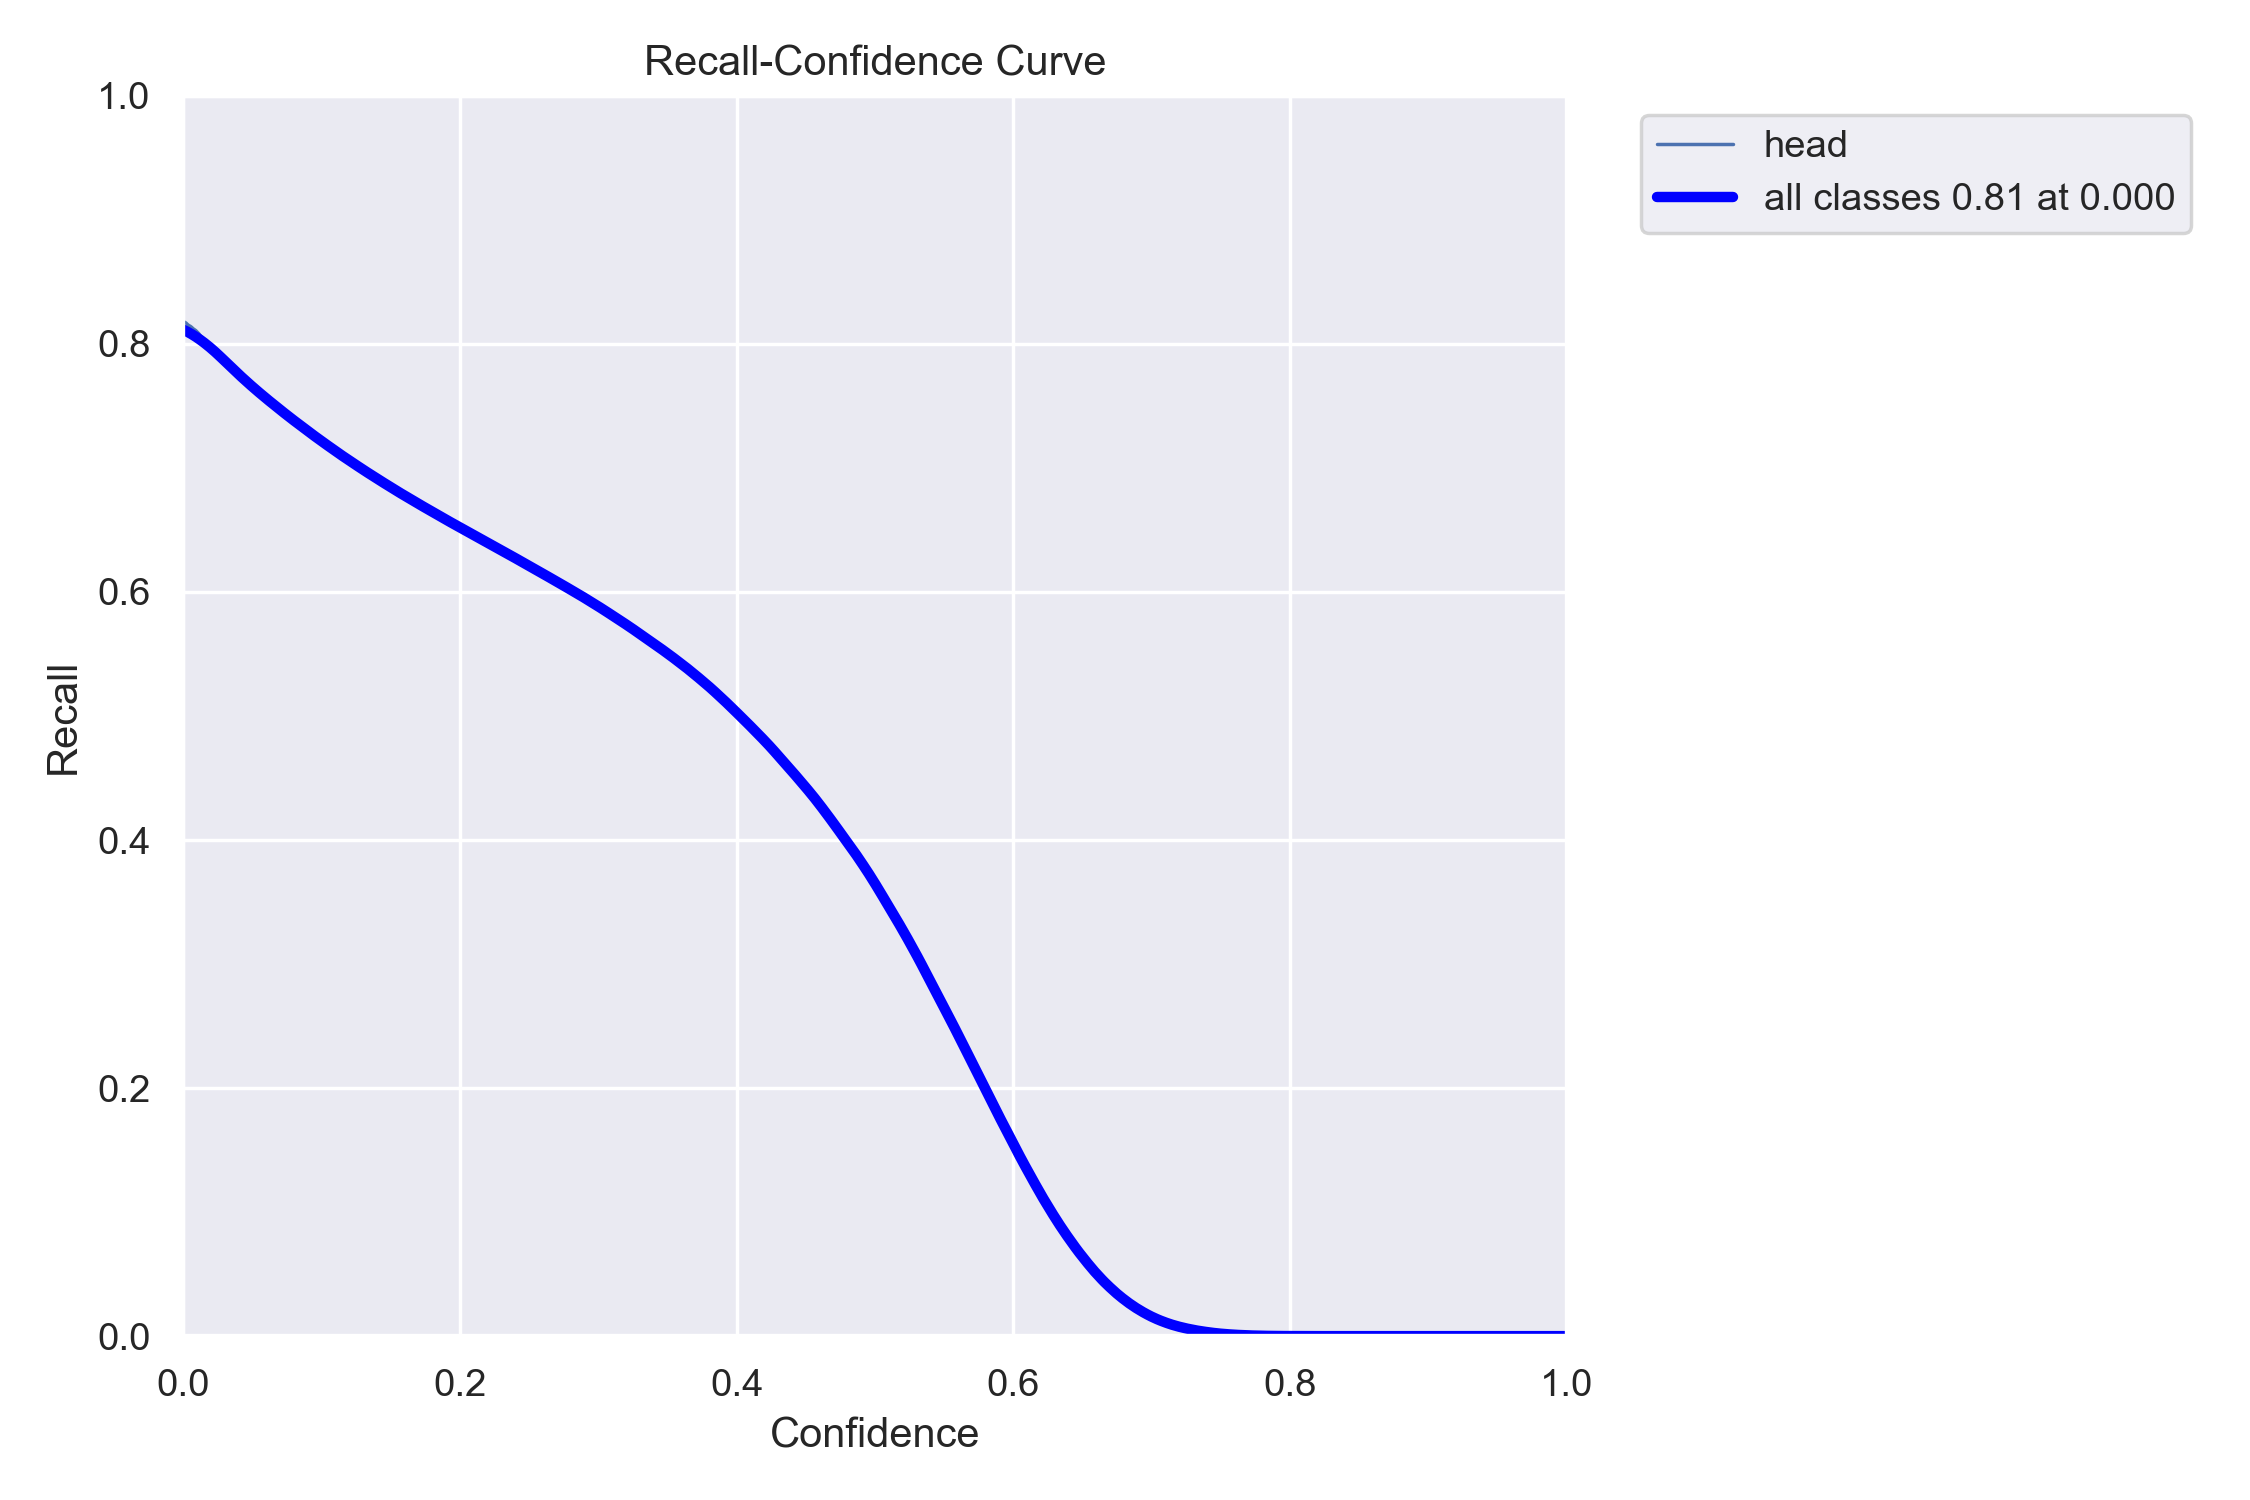 Recall-Confidence Curve
1.0
0.8
0.6
0.4
0.2
0.0
Recall
0.0 0.2 0.4 0.6 0.8 1.0
Confidence
head
all classes 0.81 at 0.000